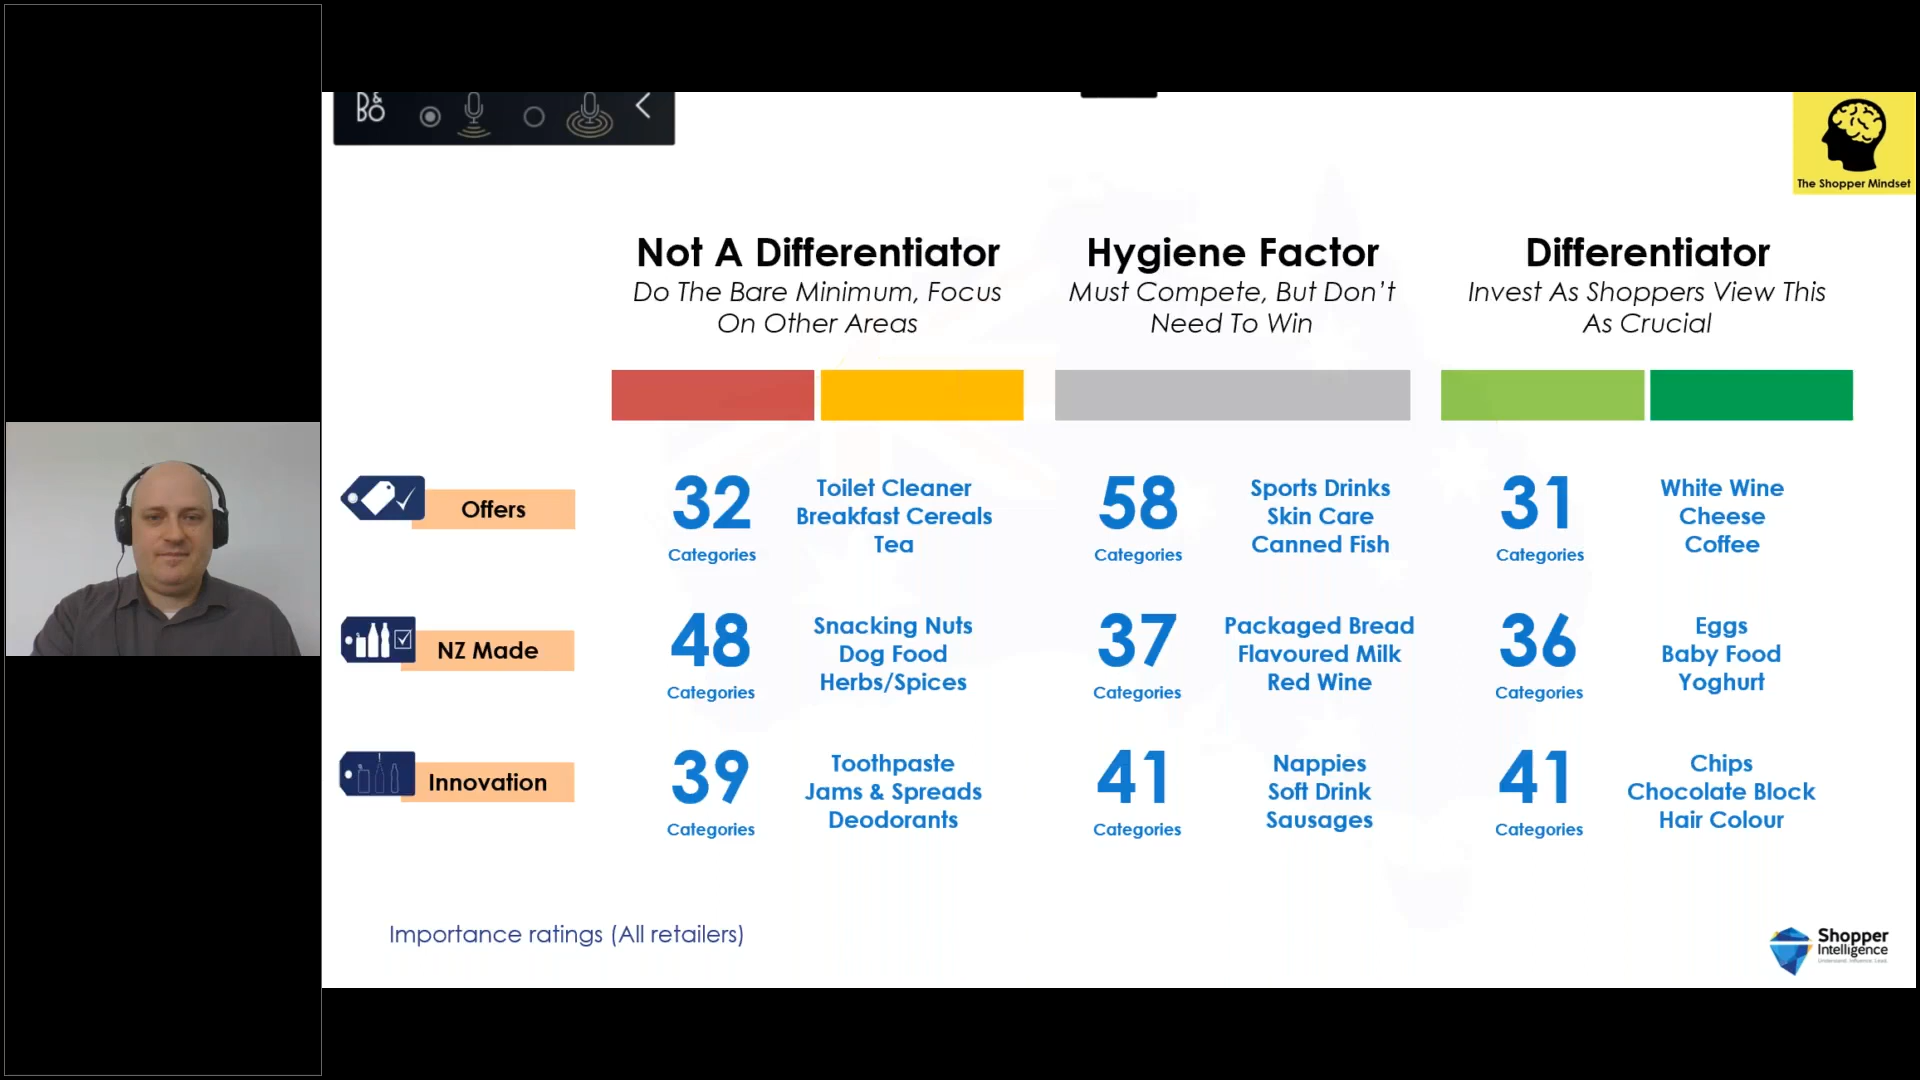 B&O
The Shopper Mindset
Not A Differentiator
Do The Bare Minimum, Focus
On Other Areas
Hygiene Factor
Must Compete, But Don't
Need To Win
Differentiator
Invest As Shoppers View This
As Crucial
Offers
32
Categories
Toilet Cleaner
Breakfast Cereals
Tea
58
Categories
Sports Drinks
Skin Care
Canned Fish
31
Categories
White Wine
Cheese
Coffee
NZ Made
48
Categories
Snacking Nuts
Dog Food
Herbs/Spices
37
Categories
Packaged Bread
Flavoured Milk
Red Wine
36
Categories
Eggs
Baby Food
Yoghurt
Innovation
39
Categories
Toothpaste
Jams & Spreads
Deodorants
41
Categories
Nappies
Soft Drink
Sausages
41
Categories
Chips
Chocolate Block
Hair Colour
Importance ratings (All retailers)
Shopper
Intelligence
Understand. Influence. Lead.